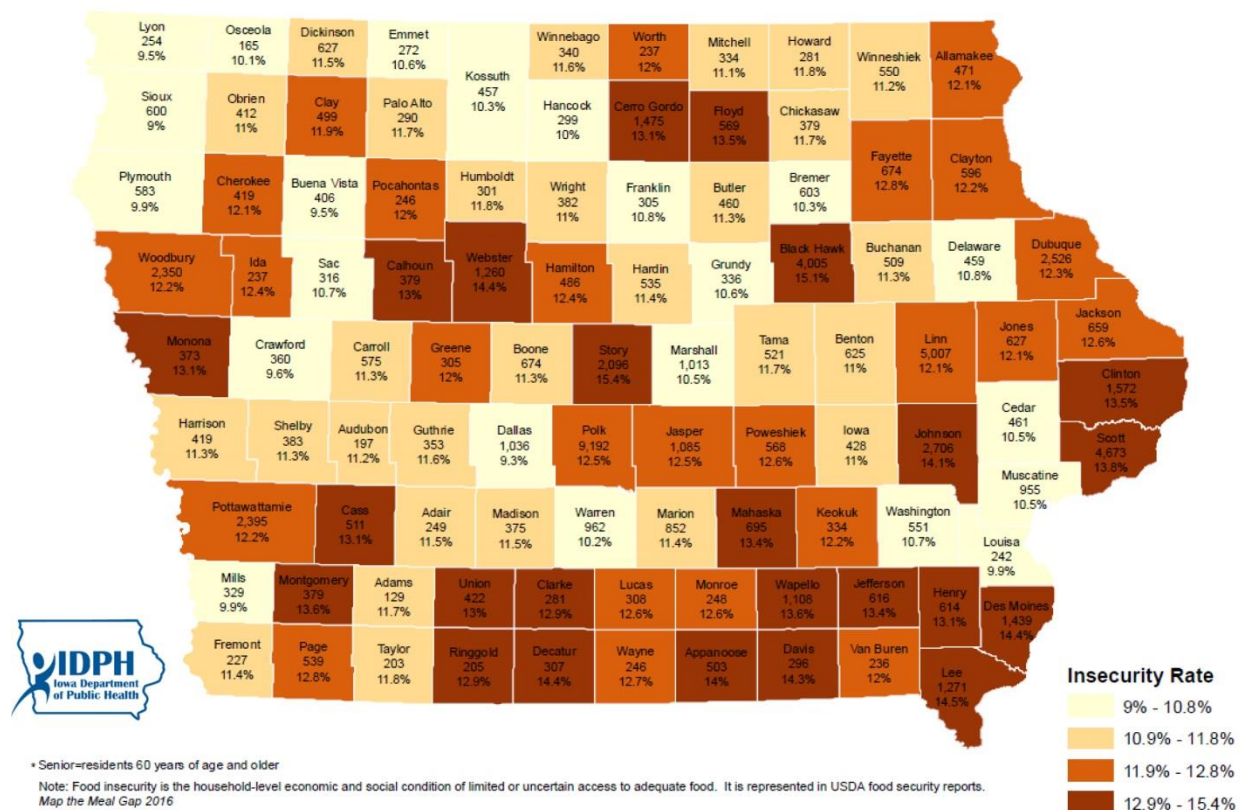 Lyon
254
9.5%
Osceola
165
10.1%
Dickinson
627
11.5%
Emmet
272
10.6%
Kossuth
457
10.3%
Winnebago
340
11.6%
Worth
237
12%
Mitchell
334
11.1%
Howard
281
11.8%
Winneshiek
550
11.2%
Allamakee
471
12.1%
Sioux
600
9%
Obrien
412
11%
Clay
499
11.9%
Palo Alto
290
11.7%
Hancock
299
10%
Cerro Gordo
1,475
13.1%
Floyd
569
13.5%
Chickasaw
379
11.7%
Fayette
674
12.8%
Clayton
596
12.2%
Plymouth
583
9.9%
Cherokee
419
12.1%
Buena Vista
406
9.5%
Pocahontas
246
12%
Humboldt
301
11.8%
Wright
382
11%
Franklin
305
10.8%
Butler
460
11.3%
Bremer
603
10.3%
Woodbury
2,350
12.2%
Ida
237
12.4%
Sac
316
10.7%
Calhoun
379
13%
Webster
1,260
14.4%
Hamilton
486
12.4%
Hardin
535
11.4%
Grundy
336
10.6%
Black Hawk
4,005
15.1%
Buchanan
509
11.3%
Delaware
459
10.8%
Dubuque
2,526
12.3%
Monona
373
13.1%
Crawford
360
9.6%
Carroll
575
11.3%
Greene
305
12%
Boone
674
11.3%
Story
2,096
15.4%
Marshall
1,013
10.5%
Tama
521
11.7%
Benton
625
11%
Linn
5,007
12.1%
Jones
627
12.1%
Jackson
659
12.6%
Clinton
1,572
13.5%
Harrison
419
11.3%
Shelby
383
11.3%
Audubon
197
11.2%
Guthrie
353
11.6%
Dallas
1,036
9.3%
Polk
9,192
12.5%
Jasper
1,085
12.5%
Poweshiek
568
12.6%
Iowa
428
11%
Johnson
2,706
14.1%
Cedar
461
10.5%
Scott
4,673
13.8%
Muscatine
955
10.5%
Pottawattamie
2,395
12.2%
Cass
511
13.1%
Adair
249
11.5%
Madison
375
11.5%
Warren
962
10.2%
Marion
852
11.4%
Mahaska
695
13.4%
Keokuk
334
12.2%
Washington
551
10.7%
Louisa
242
9.9%
Mills
329
9.9%
Montgomery
379
13.6%
Adams
129
11.7%
Union
422
13%
Clarke
281
12.9%
Lucas
308
12.6%
Monroe
248
12.6%
Wapello
1,108
13.6%
Jefferson
616
13.4%
Henry
614
13.1%
Des Moines
1,439
14.4%
Fremont
227
11.4%
Page
539
12.8%
Taylor
203
11.8%
Ringgold
205
12.9%
Decatur
307
14.4%
Wayne
246
12.7%
Appanoose
503
14%
Davis
296
14.3%
Van Buren
236
12%
Lee
1,271
14.5%
IDPH
Iowa Department
of Public Health
Insecurity Rate
9% - 10.8%
10.9% - 11.8%
11.9% - 12.8%
12.9% - 15.4%
* Senior=residents 60 years of age and older
Note: Food insecurity is the household-level economic and social condition of limited or uncertain access to adequate food. It is represented in USDA food security reports.
Map the Meal Gap 2016